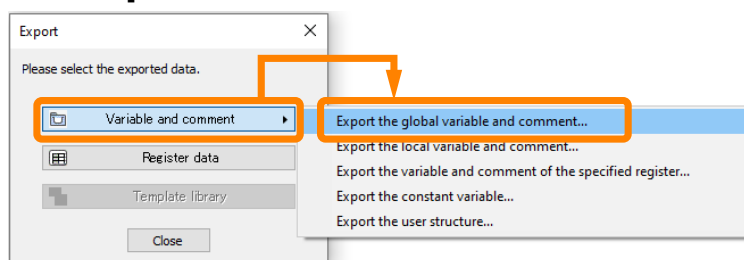 Export
Please select the exported data.
Variable and comment
Register data
Template library
Close
Export the global variable and comment...
Export the local variable and comment...
Export the variable and comment of the specified register...
Export the constant variable...
Export the user structure...